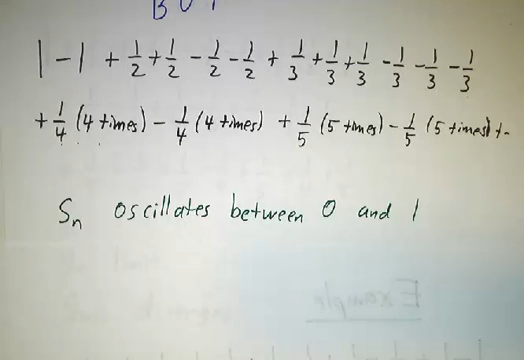 BUT
1 - 1 + 1/2 + 1/2 - 1/2 - 1/2 + 1/3 + 1/3 + 1/3 - 1/3 - 1/3 - 1/3
+ 1/4 (4 times) - 1/4 (4 times) + 1/5 (5 times) - 1/5 (5 times) + -
Sn oscillates between 0 and 1
Example